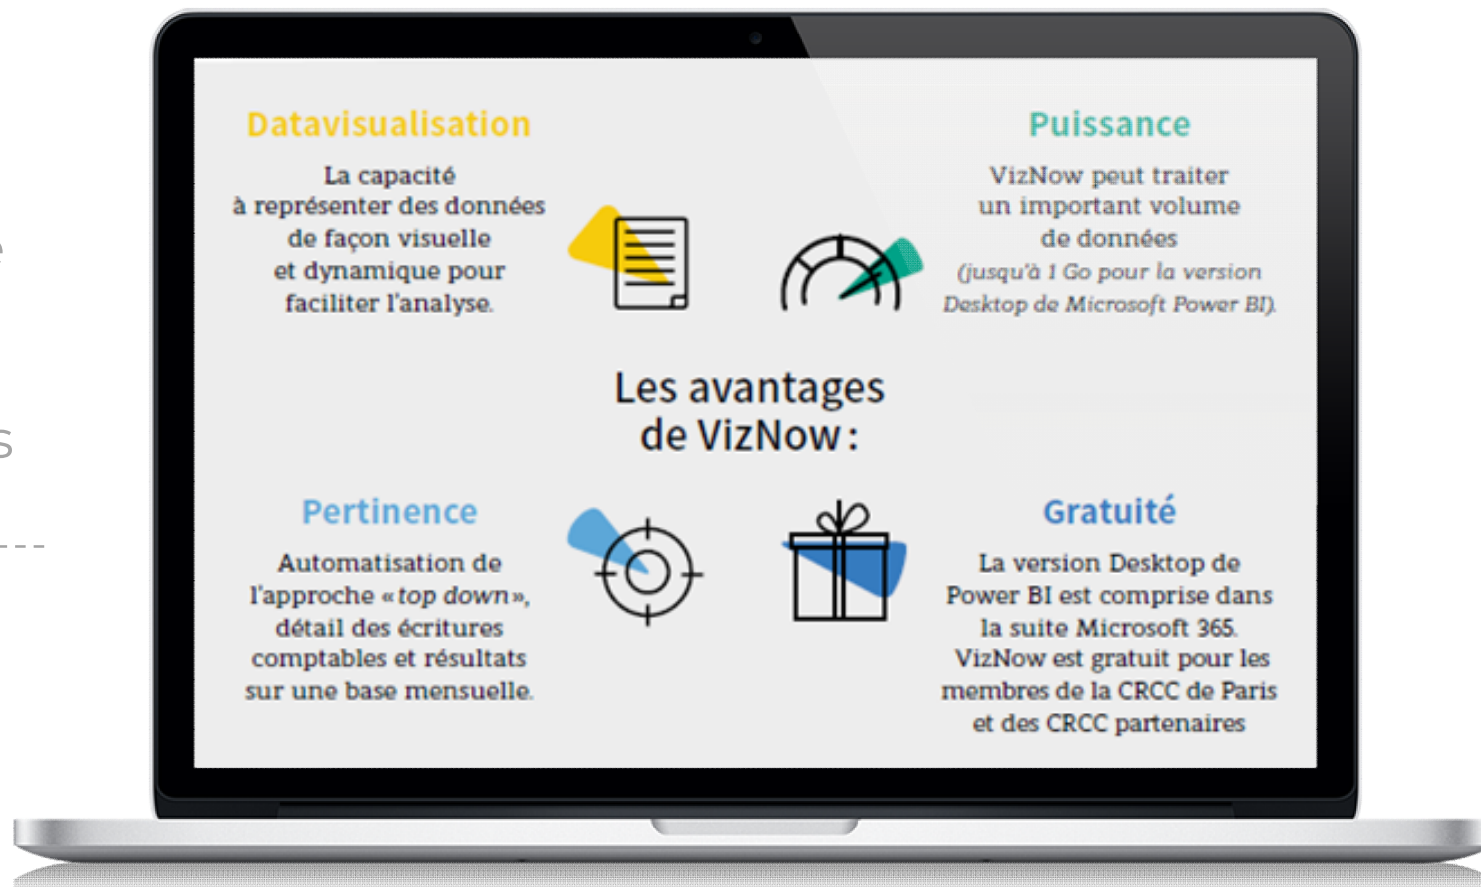 Datavisualisation
La capacité
à représenter des données
de façon visuelle
et dynamique pour
faciliter l'analyse.
Puissance
VizNow peut traiter
un important volume
de données
(jusqu'à 1 Go pour la version
Desktop de Microsoft Power BI).
Les avantages
de VizNow :
Pertinence
Automatisation de
l'approche « top down »,
détail des écritures
comptables et résultats
sur une base mensuelle.
Gratuité
La version Desktop de
Power BI est comprise dans
la suite Microsoft 365.
VizNow est gratuit pour les
membres de la CRCC de Paris
et des CRCC partenaires